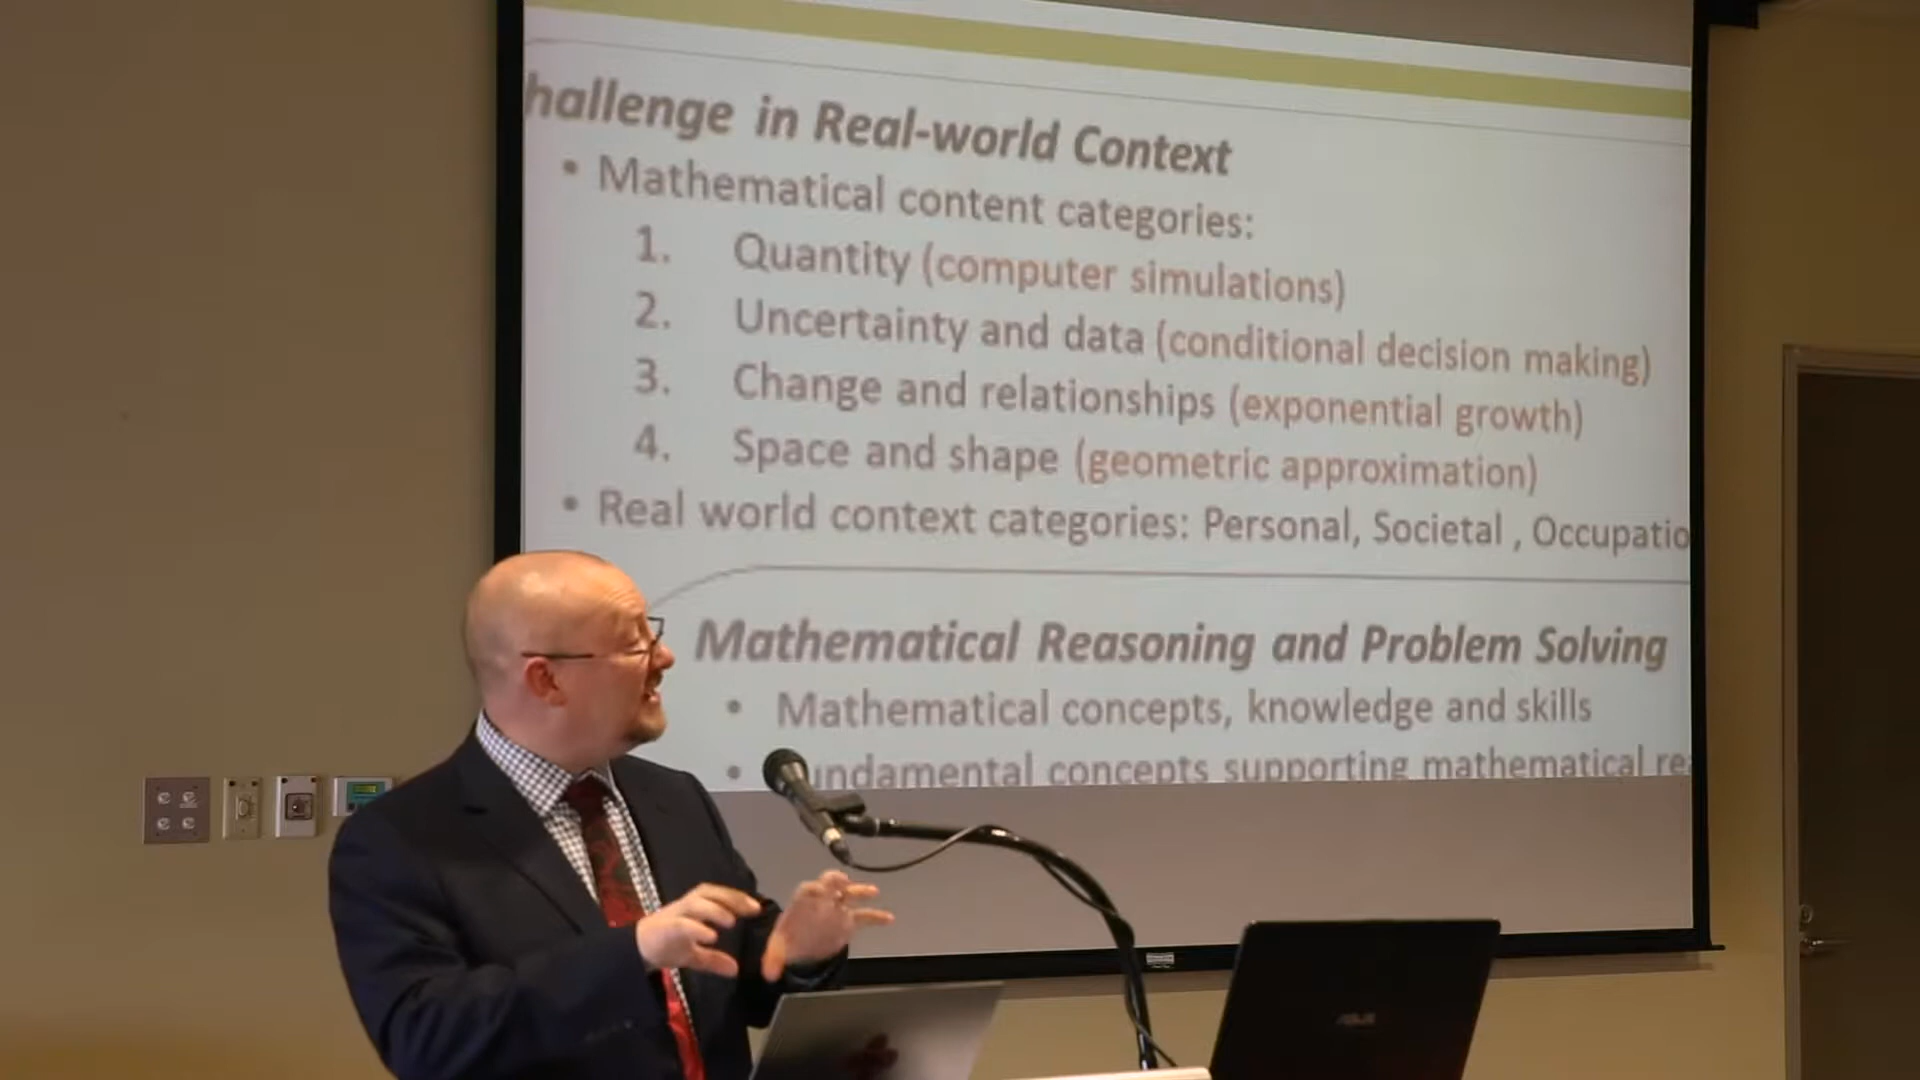 hallenge in Real-world Context
• Mathematical content categories:
1. Quantity (computer simulations)
2. Uncertainty and data (conditional decision making)
3. Change and relationships (exponential growth)
4. Space and shape (geometric approximation)
• Real world context categories: Personal, Societal , Occupatio
Mathematical Reasoning and Problem Solving
• Mathematical concepts, knowledge and skills
• undamental concepts supporting mathematical rea
ASUS